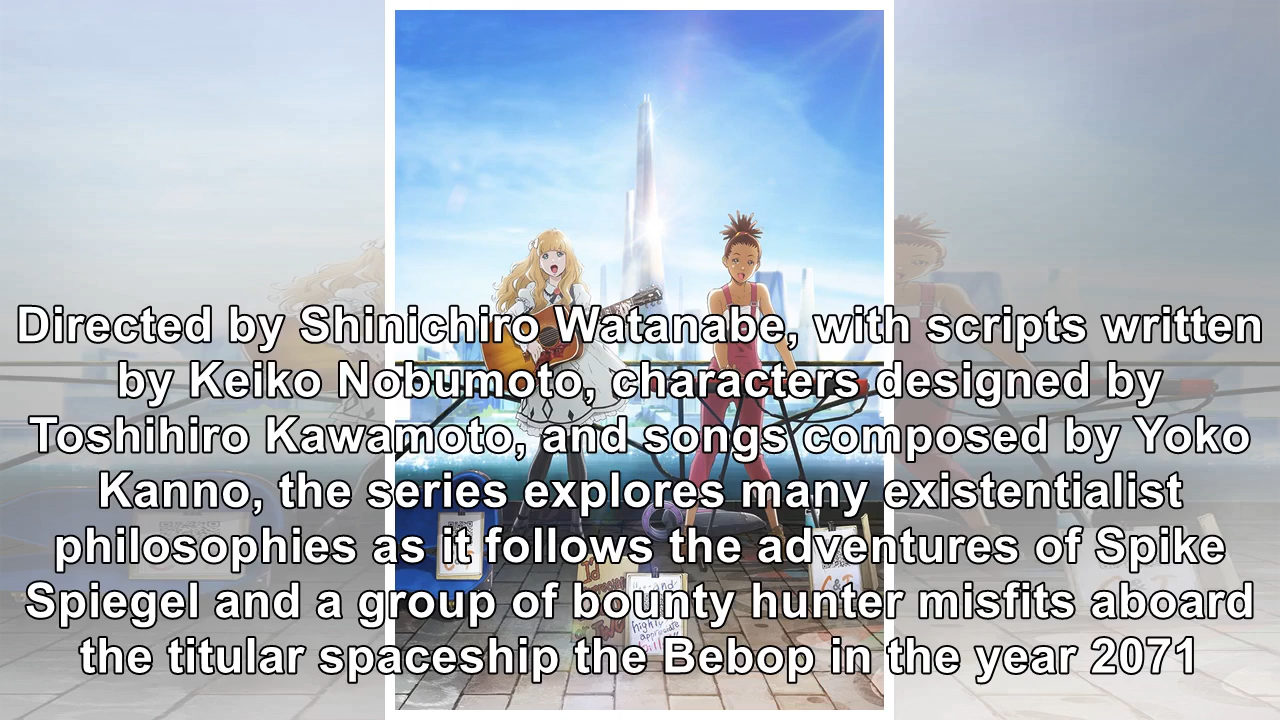 Directed by Shinichiro Watanabe, with scripts written
by Keiko Nobumoto, characters designed by
Toshihiro Kawamoto, and songs composed by Yoko
Kanno, the series explores many existentialist
philosophies as it follows the adventures of Spike
Spiegel and a group of bounty hunter misfits aboard
the titular spaceship the Bebop in the year 2071